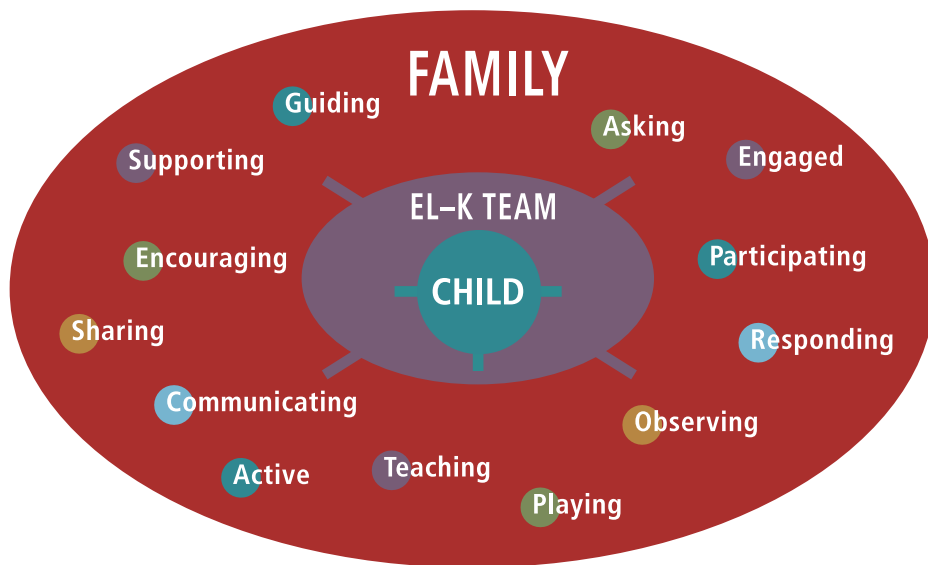 FAMILY
Guiding
Asking
Supporting
Engaged
EL–K TEAM
Encouraging
Participating
CHILD
Sharing
Responding
Communicating
Observing
Active
Teaching
Playing